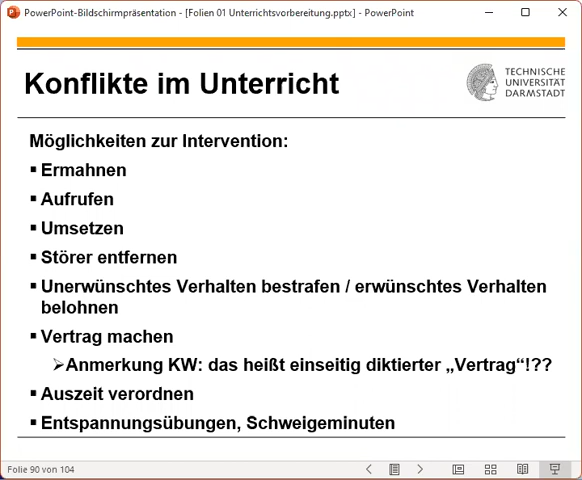 PowerPoint-Bildschirmpräsentation - [Folien 01 Unterrichtsvorbereitung.pptx] - PowerPoint
Konflikte im Unterricht
TECHNISCHE
UNIVERSITÄT
DARMSTADT
Möglichkeiten zur Intervention:
▪ Ermahnen
▪ Aufrufen
▪ Umsetzen
▪ Störer entfernen
▪ Unerwünschtes Verhalten bestrafen / erwünschtes Verhalten
belohnen
▪ Vertrag machen
➢Anmerkung KW: das heißt einseitig diktierter „Vertrag“!??
▪ Auszeit verordnen
▪ Entspannungsübungen, Schweigeminuten
Folie 90 von 104